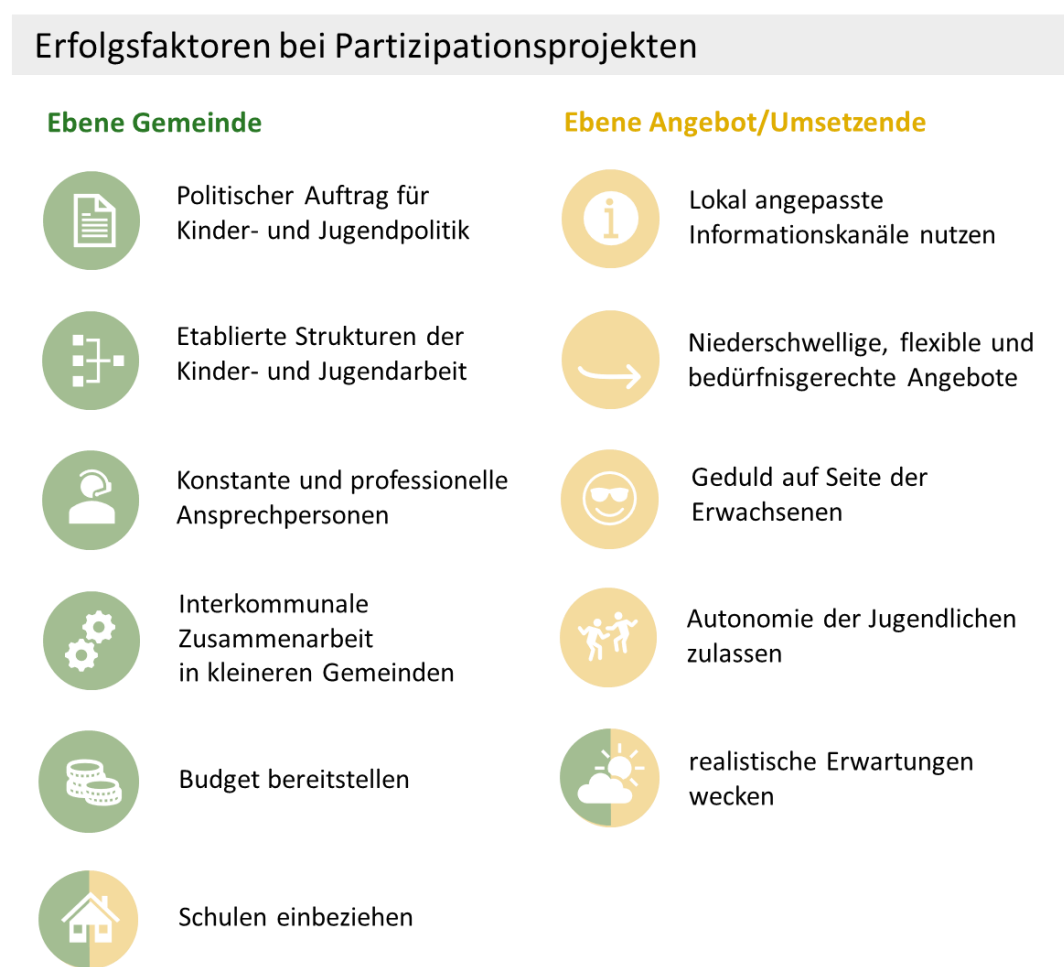 Erfolgsfaktoren bei Partizipationsprojekten
Ebene Gemeinde
Politischer Auftrag für
Kinder- und Jugendpolitik
Etablierte Strukturen der
Kinder- und Jugendarbeit
Konstante und professionelle
Ansprechpersonen
Interkommunale
Zusammenarbeit
in kleineren Gemeinden
Budget bereitstellen
Schulen einbeziehen
Ebene Angebot/Umsetzende
Lokal angepasste
Informationskanäle nutzen
Niederschwellige, flexible und
bedürfnisgerechte Angebote
Geduld auf Seite der
Erwachsenen
Autonomie der Jugendlichen
zulassen
realistische Erwartungen
wecken